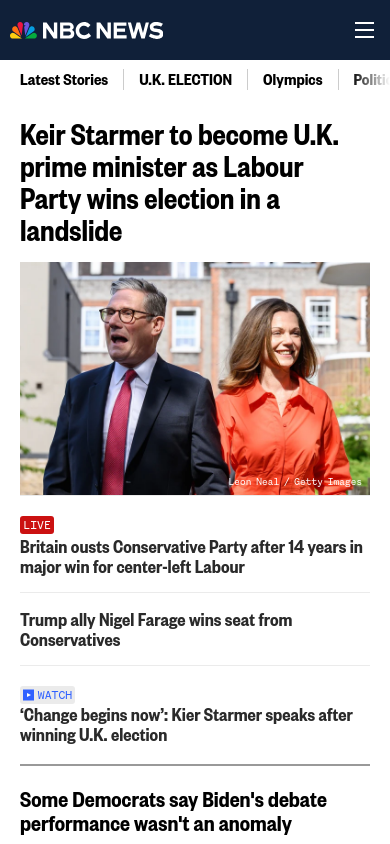 NBC NEWS
Latest Stories
U.K. ELECTION
Olympics
Keir Starmer to become U.K.
prime minister as Labour
Party wins election in a
landslide
Leon Neal / Getty Images
LIVE
Britain ousts Conservative Party after 14 years in
major win for center-left Labour
Trump ally Nigel Farage wins seat from
Conservatives
WATCH
‘Change begins now’: Kier Starmer speaks after
winning U.K. election
Some Democrats say Biden's debate
performance wasn't an anomaly